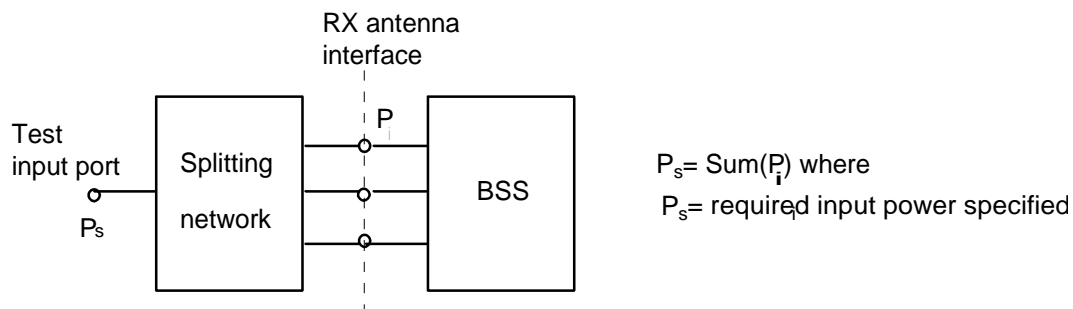 RX antenna
interface
Test
input port
Ps
Splitting
network
Pi
BSS
Ps= Sum(Pi) where
Ps= required input power specified